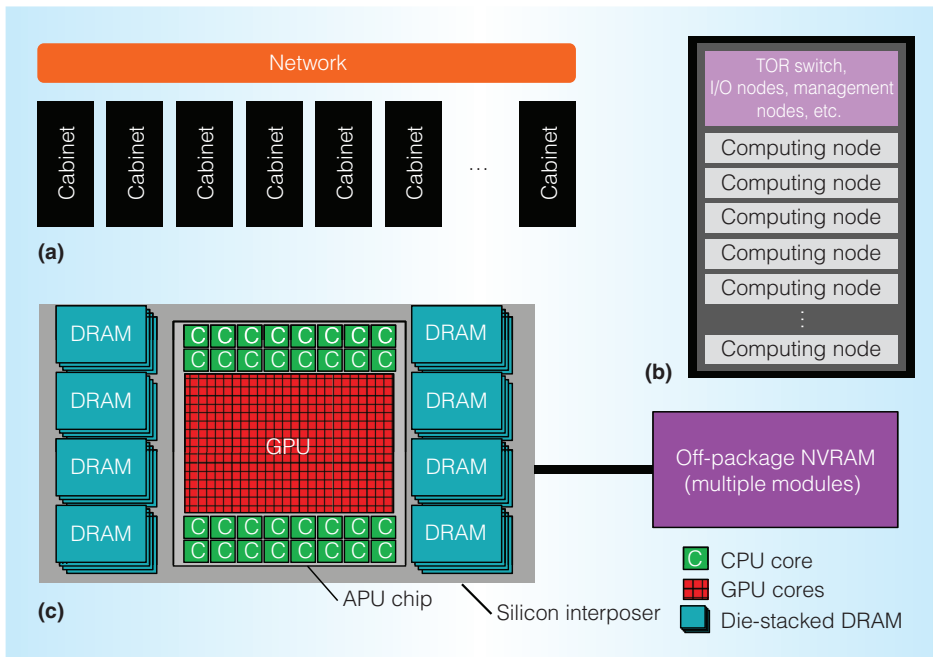 Network
Cabinet
Cabinet
Cabinet
Cabinet
Cabinet
Cabinet
...
Cabinet
(a)
TOR switch,
I/O nodes, management
nodes, etc.
Computing node
Computing node
Computing node
Computing node
Computing node
...
Computing node
(b)
DRAM
DRAM
DRAM
DRAM
C C C C C C C C
C C C C C C C C
GPU
C C C C C C C C
C C C C C C C C
DRAM
DRAM
DRAM
DRAM
APU chip
Silicon interposer
(c)
Off-package NVRAM
(multiple modules)
C CPU core
GPU cores
Die-stacked DRAM